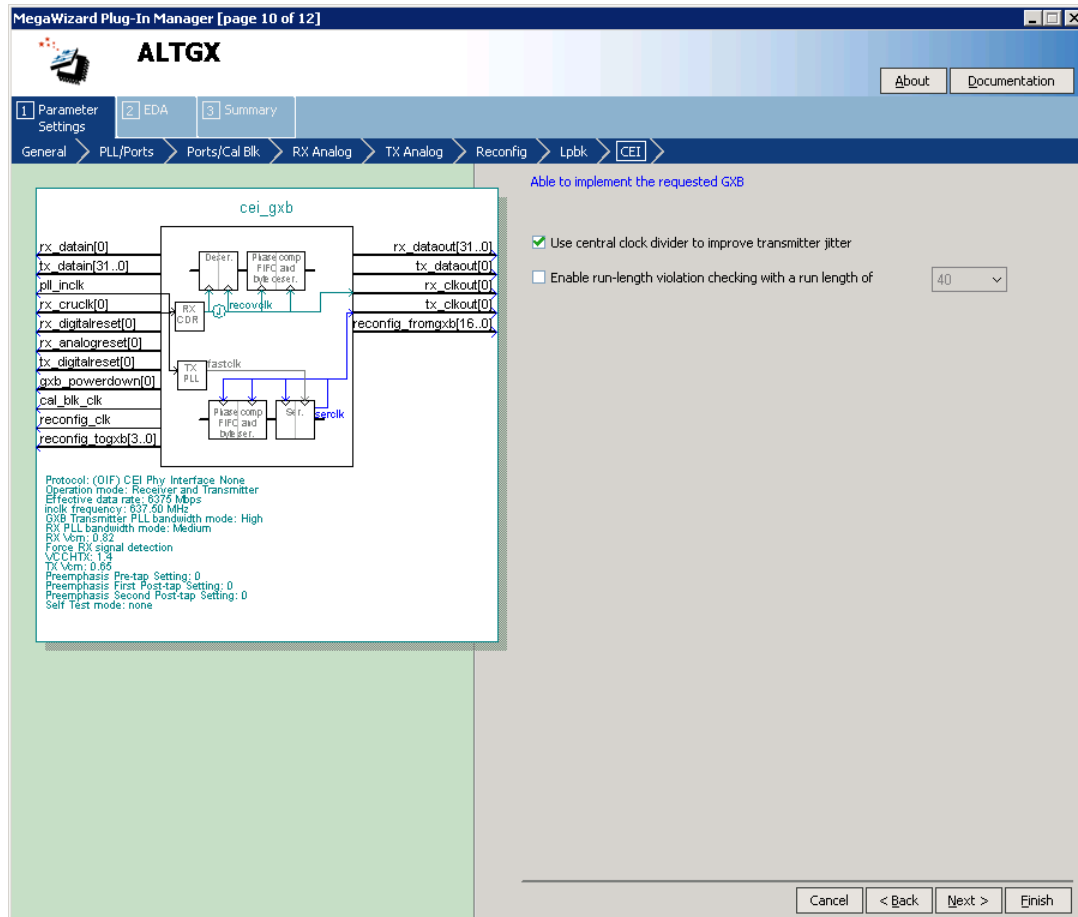 MegaWizard Plug-In Manager [page 10 of 12]
ALTGX
About
Documentation
1 Parameter Settings
2 EDA
3 Summary
General
PLL/Ports
Ports/Cal Blk
RX Analog
TX Analog
Reconfig
Lpbk
CEI
Able to implement the requested GXB
Use central clock divider to improve transmitter jitter
Enable run-length violation checking with a run length of
40
cei_gxb
rx_datain[0]
tx_datain[31..0]
pll_inclk
rx_cruclk[0]
rx_digitalreset[0]
rx_analogreset[0]
tx_digitalreset[0]
gxb_powerdown[0]
cal_blk_clk
reconfig_clk
reconfig_togxb[3..0]
rx_dataout[31..0]
tx_dataout[0]
rx_clkout[0]
tx_clkout[0]
reconfig_fromgxb[16..0]
Deser.
Phase comp
FIFO and
byte deser.
RX
CDR
recovclk
TX
PLL
fastclk
Phase comp
FIFO and
byte ser.
Ser.
serclk
Protocol: (OIF) CEI Phy Interface None
Operation mode: Receiver and Transmitter
Effective data rate: 6375 Mbps
inclk frequency: 637.50 MHz
GXB Transmitter PLL bandwidth mode: High
RX PLL bandwidth mode: Medium
RX Vcm: 0.82
Force RX signal detection
VCCHTX: 1.4
TX Vcm: 0.65
Preemphasis Pre-tap Setting: 0
Preemphasis First Post-tap Setting: 0
Preemphasis Second Post-tap Setting: 0
Self Test mode: none
Cancel
< Back
Next >
Finish